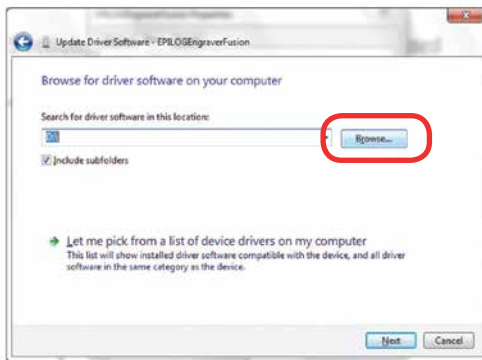 Update Driver Software - EPILOGEngraverFusion
Browse for driver software on your computer
Search for driver software in this location:
Browse...
Include subfolders
Let me pick from a list of device drivers on my computer
This list will show installed driver software compatible with the device, and all driver
software in the same category as the device.
Next Cancel